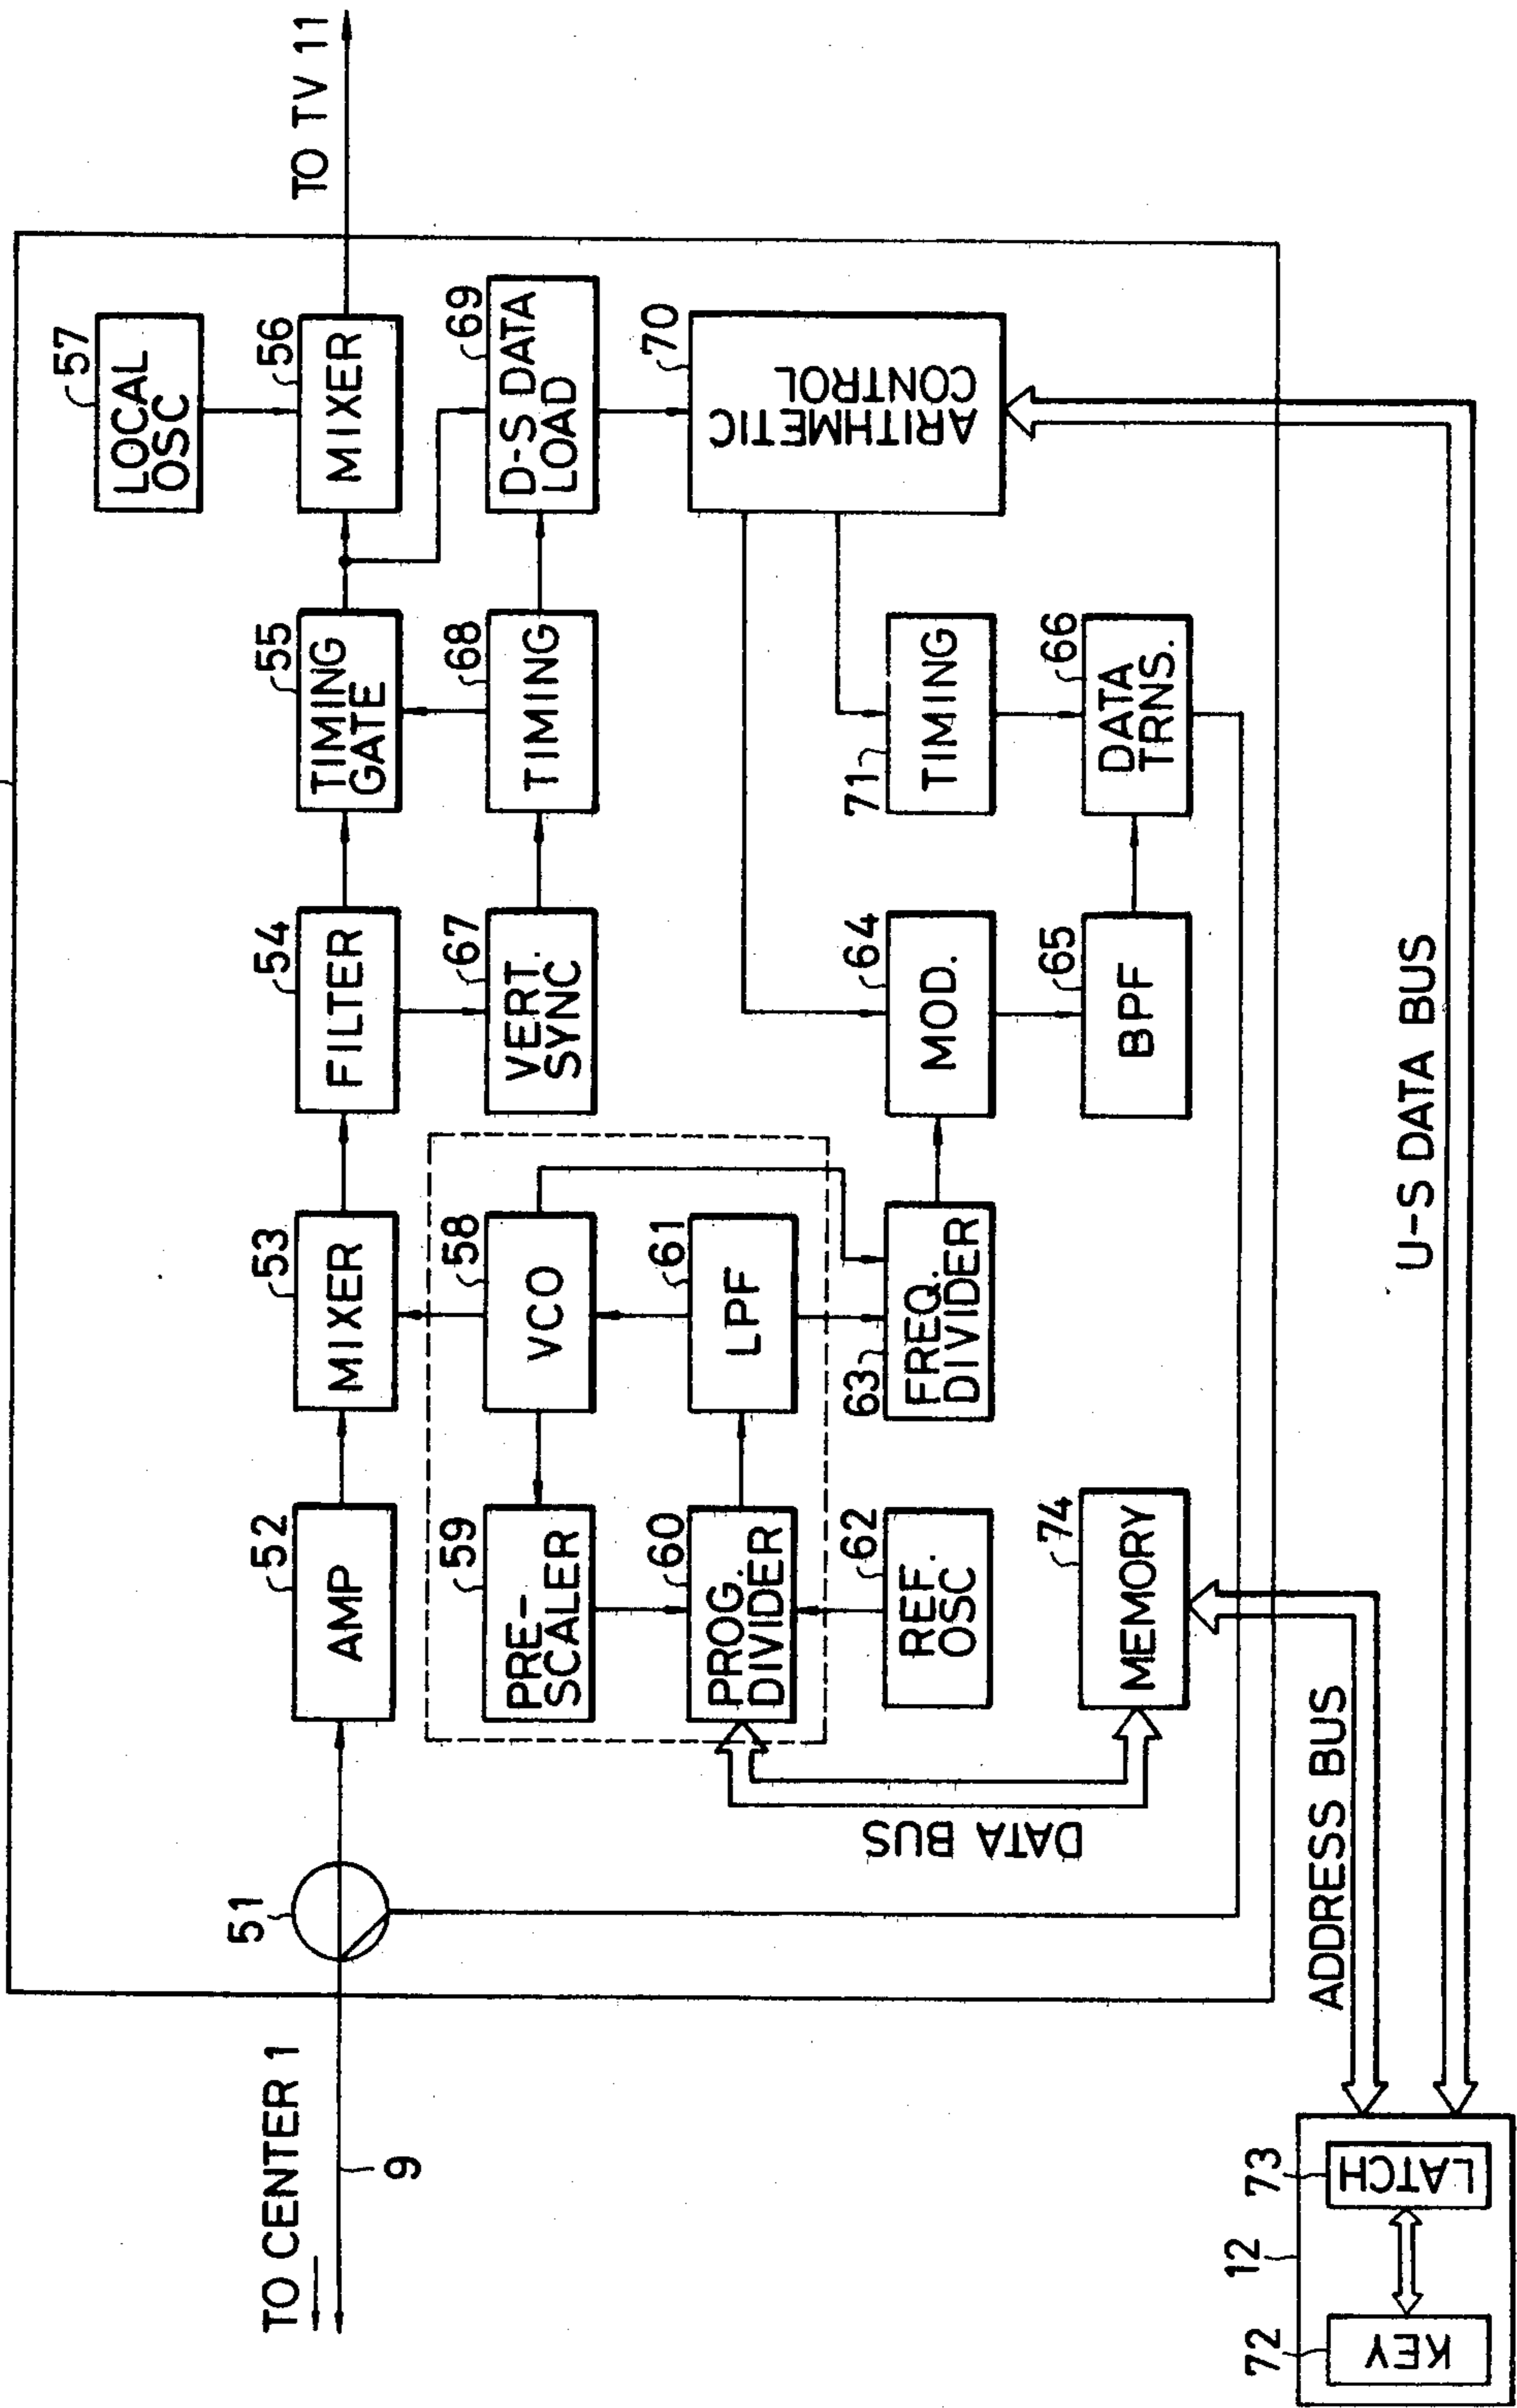 57
LOCAL
OSC
TO TV 11
TO CENTER 1
9
51
52
AMP
53
MIXER
54
FILTER
55
TIMING
GATE
56
MIXER
59
PRE-
SCALER
58
VCO
67
VERT.
SYNC
68
TIMING
69
D-S DATA
LOAD
60
PROG.
DIVIDER
61
LPF
70
ARITHMETIC
CONTROL
62
REF.
OSC
63
FREQ.
DIVIDER
64
MOD.
71
TIMING
DATA BUS
74
MEMORY
65
BPF
66
DATA
TRNS.
ADDRESS BUS
U-S DATA BUS
12
72
KEY
73
LATCH